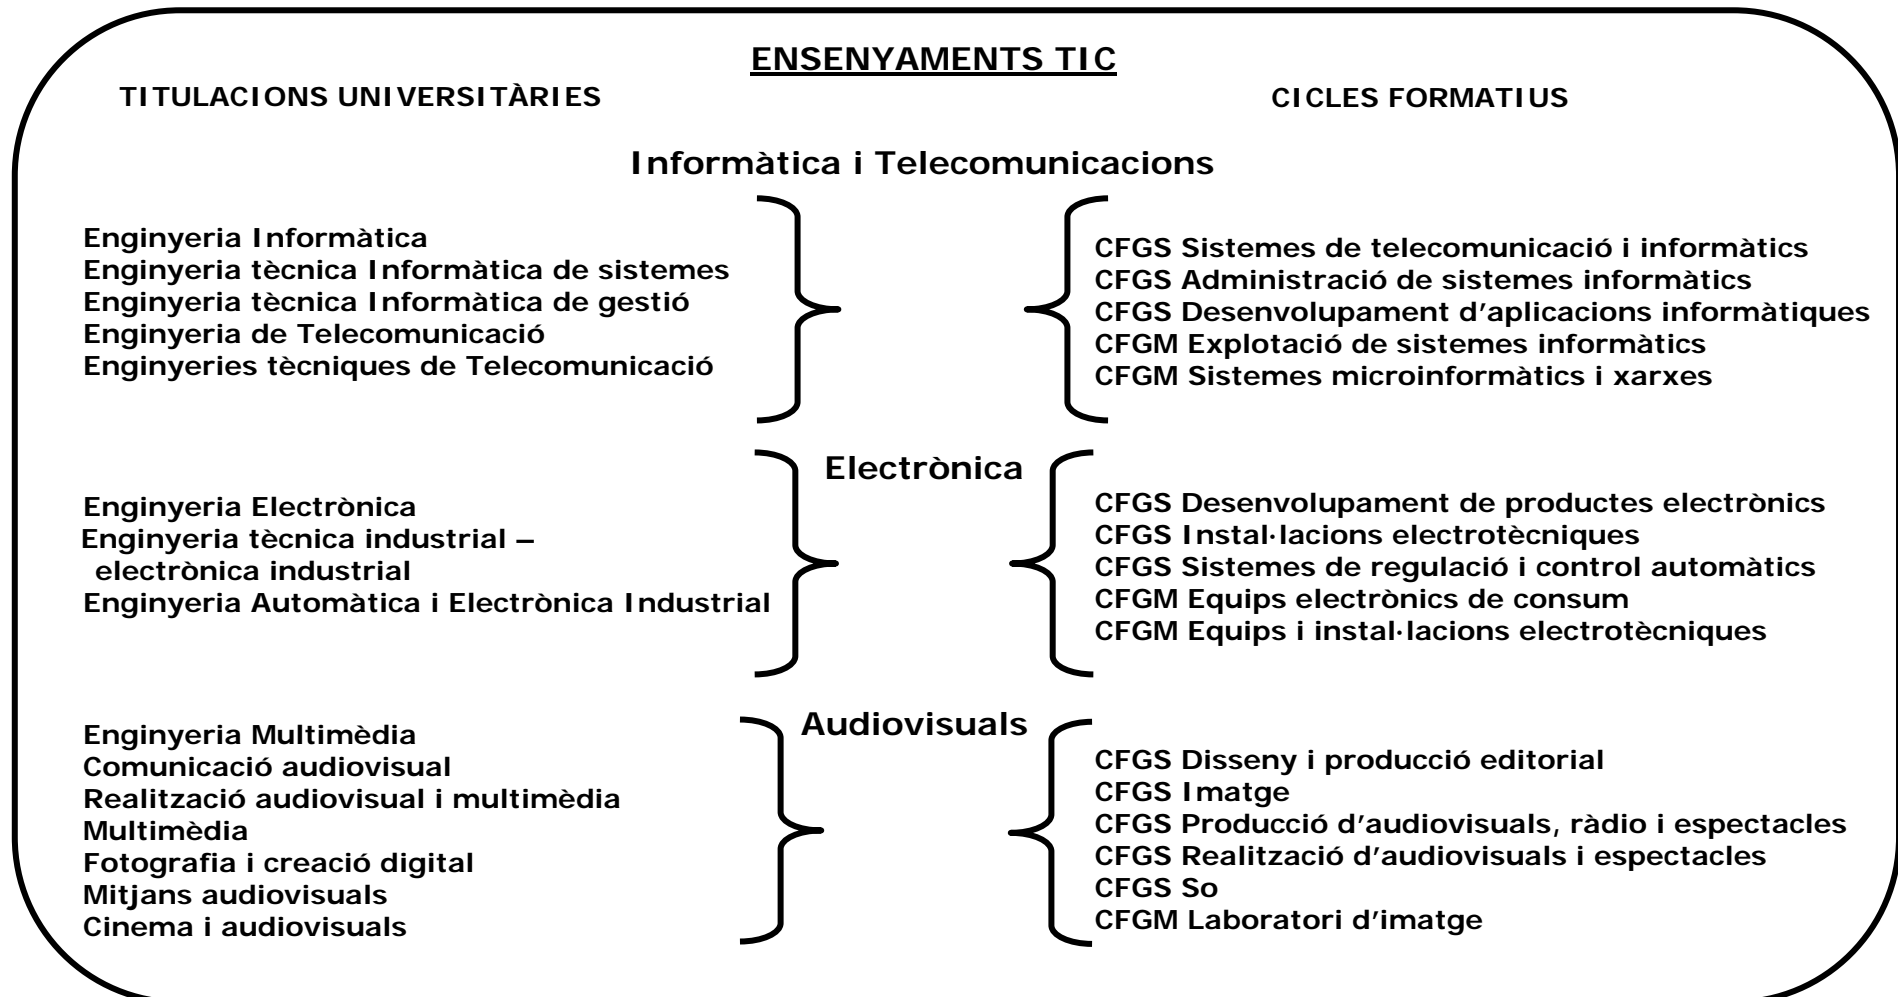 ENSENYAMENTS TIC
TITULACIONS UNIVERSITÀRIES
CICLES FORMATIUS
Informàtica i Telecomunicacions
Enginyeria Informàtica
Enginyeria tècnica Informàtica de sistemes
Enginyeria tècnica Informàtica de gestió
Enginyeria de Telecomunicació
Enginyeries tècniques de Telecomunicació
CFGS Sistemes de telecomunicació i informàtics
CFGS Administració de sistemes informàtics
CFGS Desenvolupament d’aplicacions informàtiques
CFGM Explotació de sistemes informàtics
CFGM Sistemes microinformàtics i xarxes
Electrònica
Enginyeria Electrònica
Enginyeria tècnica industrial –
electrònica industrial
Enginyeria Automàtica i Electrònica Industrial
CFGS Desenvolupament de productes electrònics
CFGS Instal·lacions electrotècniques
CFGS Sistemes de regulació i control automàtics
CFGM Equips electrònics de consum
CFGM Equips i instal·lacions electrotècniques
Audiovisuals
Enginyeria Multimèdia
Comunicació audiovisual
Realització audiovisual i multimèdia
Multimèdia
Fotografia i creació digital
Mitjans audiovisuals
Cinema i audiovisuals
CFGS Disseny i producció editorial
CFGS Imatge
CFGS Producció d’audiovisuals, ràdio i espectacles
CFGS Realització d’audiovisuals i espectacles
CFGS So
CFGM Laboratori d’imatge